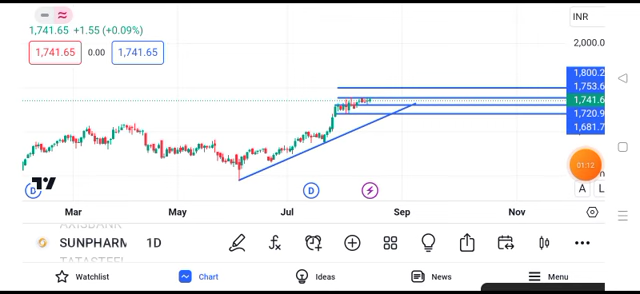 INR
1,741.65 +1.55 (+0.09%)
1,741.65 0.00 1,741.65
2,000.0
1,800.2
1,753.6
1,741.6
1,720.9
1,681.7
01:12
D D
A L
Mar May Jul Sep Nov
AXISBANK
SUNPHARM 1D
TATASTEEL
Watchlist Chart Ideas News Menu